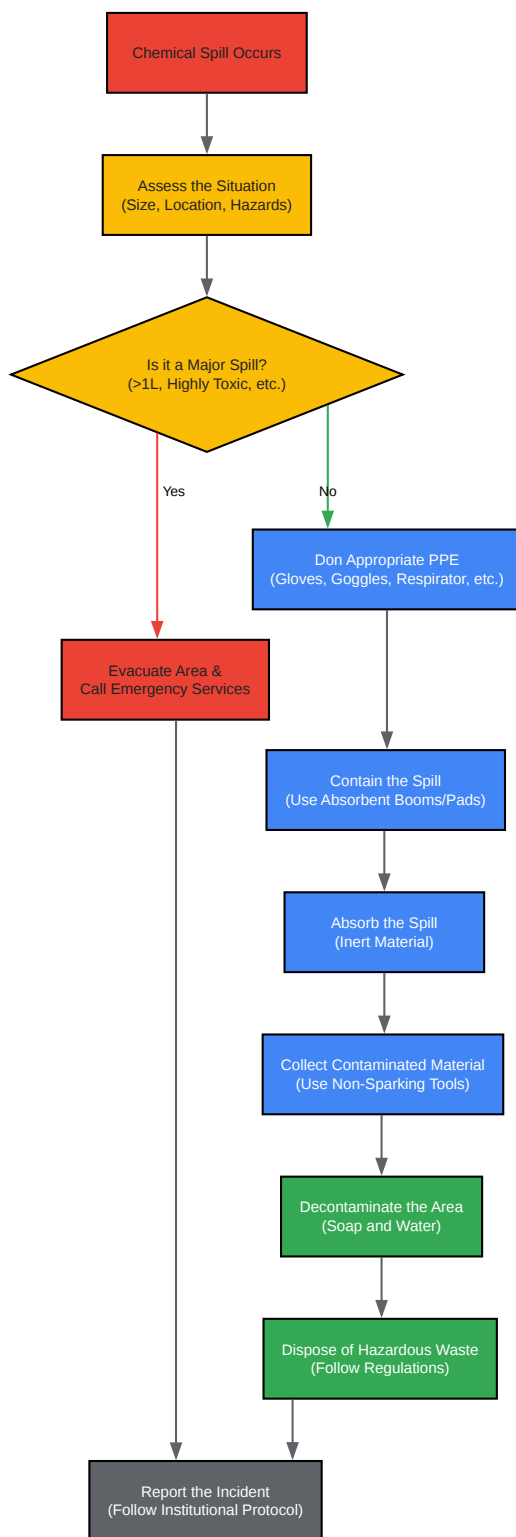 Chemical Spill Occurs
Assess the Situation
(Size, Location, Hazards)
Is it a Major Spill?
(>1L, Highly Toxic, etc.)
Yes
No
Don Appropriate PPE
(Gloves, Goggles, Respirator, etc.)
Evacuate Area &
Call Emergency Services
Contain the Spill
(Use Absorbent Booms/Pads)
Absorb the Spill
(Inert Material)
Collect Contaminated Material
(Use Non-Sparking Tools)
Decontaminate the Area
(Soap and Water)
Dispose of Hazardous Waste
(Follow Regulations)
Report the Incident
(Follow Institutional Protocol)